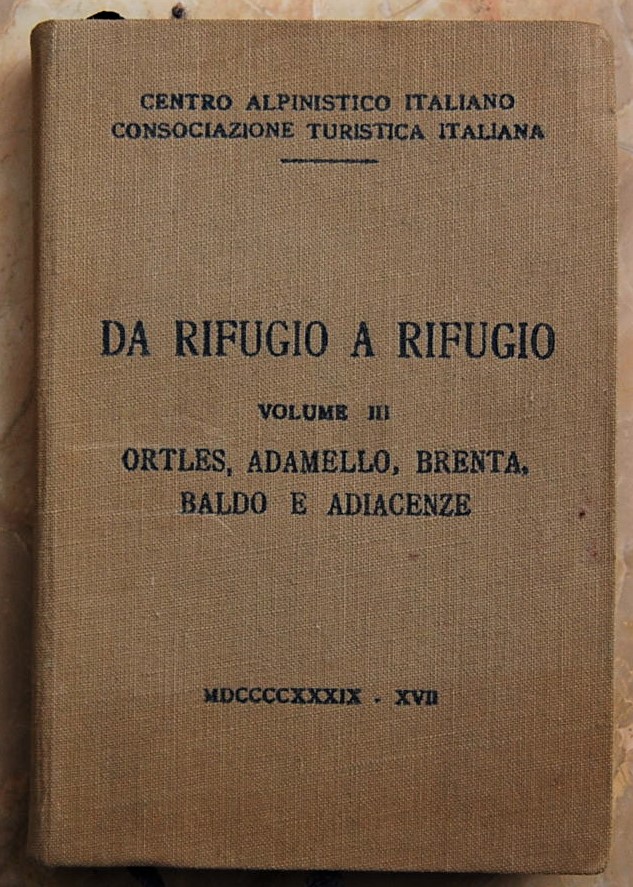 CENTRO ALPINISTICO ITALIANO
CONSOCIAZIONE TURISTICA ITALIANA
DA RIFUGIO A RIFUGIO
VOLUME III
ORTLES, ADAMELLO, BRENTA,
BALDO E ADIACENZE
MDCCCCXXXIX - XVII